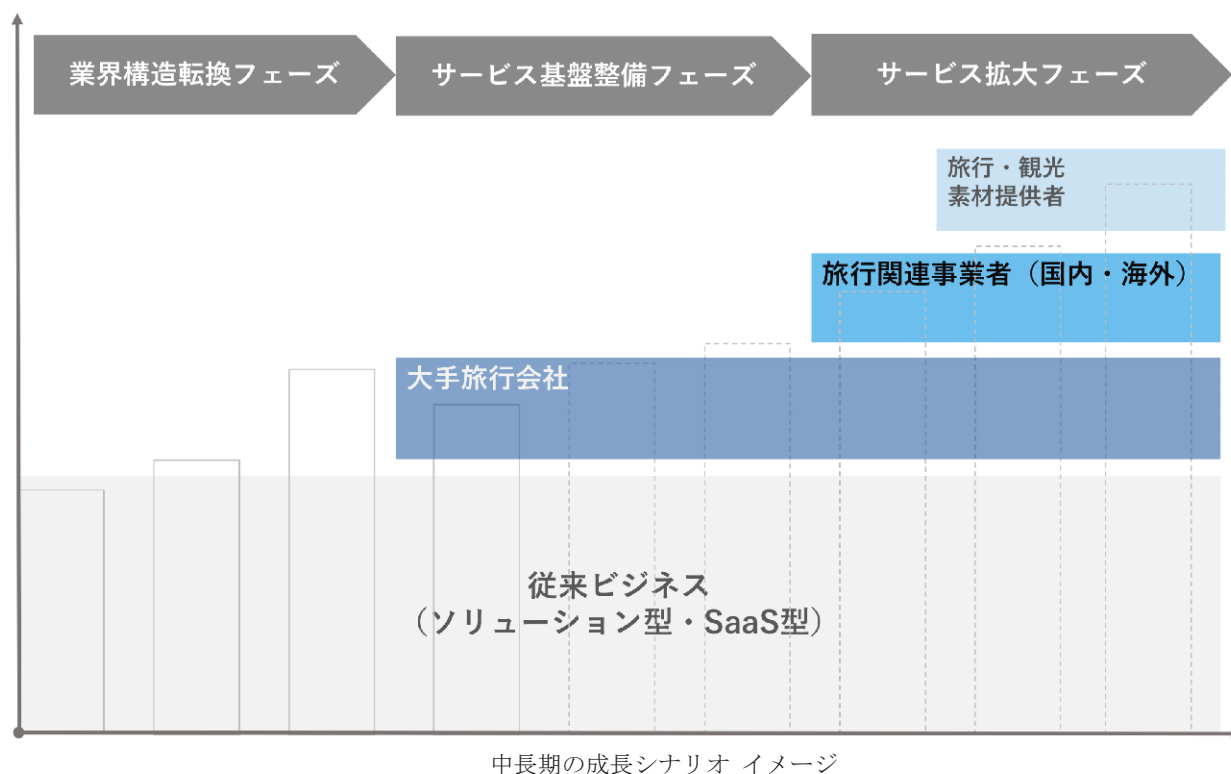 業界構造転換フェーズ
サービス基盤整備フェーズ
サービス拡大フェーズ
旅行・観光
素材提供者
旅行関連事業者（国内・海外）
大手旅行会社
従来ビジネス
（ソリューション型・SaaS型）
中長期の成長シナリオ イメージ